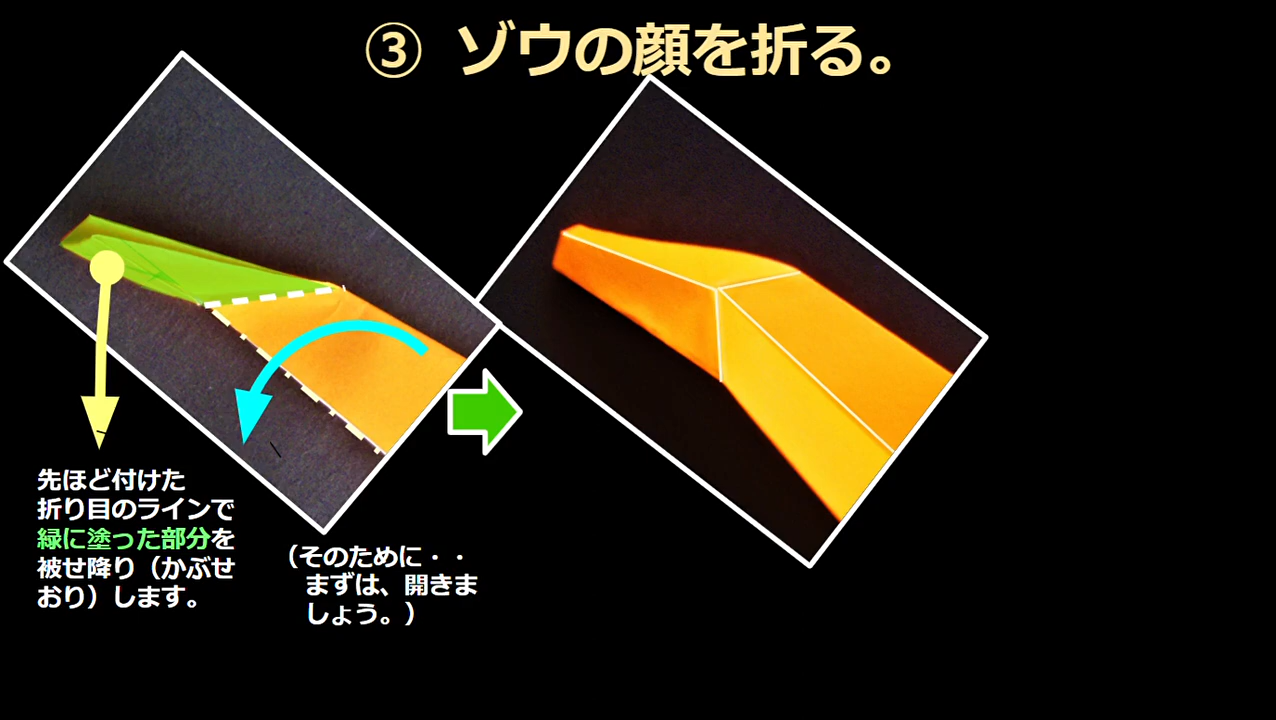 ③ ゾウの顔を折る。
先ほど付けた
折り目のラインで
緑に塗った部分を
被せ降り（かぶせ
おり）します。
（そのために・・
まずは、開きま
しょう。）